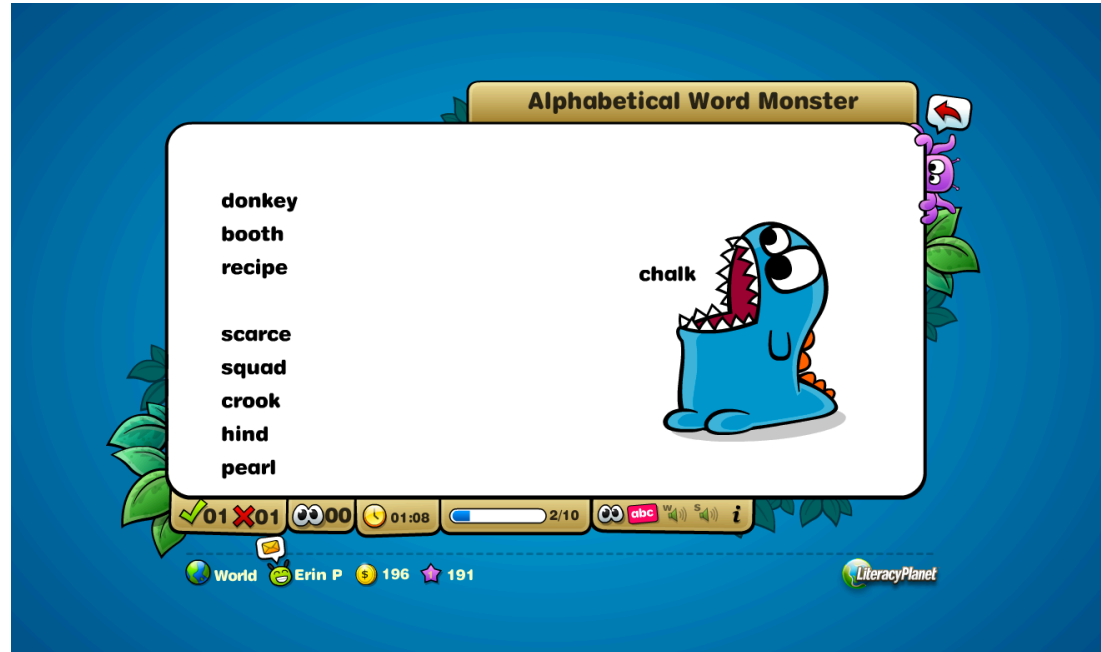 Alphabetical Word Monster
donkey
booth
recipe
chalk
scarce
squad
crook
hind
pearl
01 01 00 01:08 2/10 abc W S i
World Erin P $ 196 1 191 LiteracyPlanet